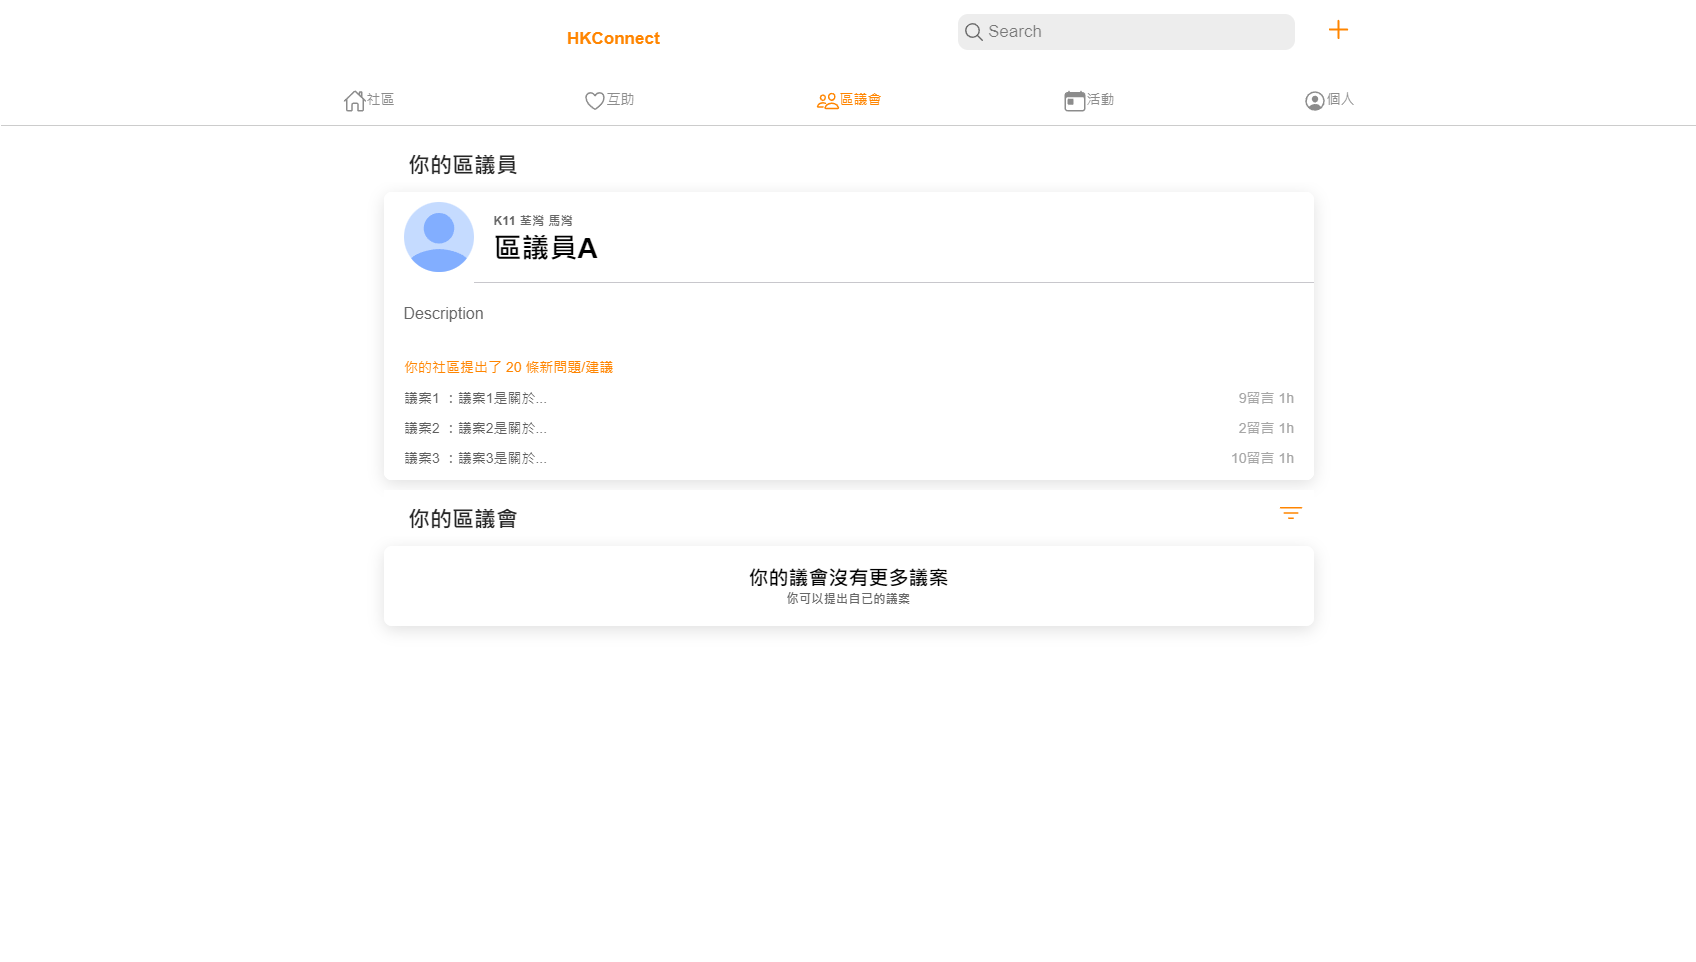 HKConnect
Search
社區
互助
區議會
活動
個人
你的區議員
K11 荃灣 馬灣
區議員A
Description
你的社區提出了 20 條新問題/建議
議案1 ：議案1是關於... 9留言 1h
議案2 ：議案2是關於... 2留言 1h
議案3 ：議案3是關於... 10留言 1h
你的區議會
你的議會沒有更多議案
你可以提出自已的議案